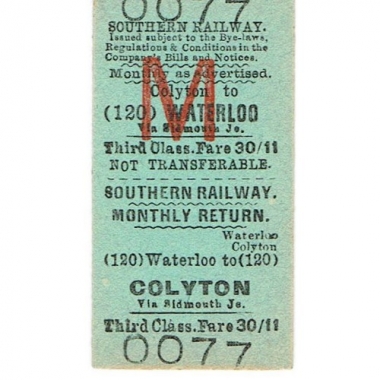 0077
SOUTHERN RAILWAY.
Issued subject to the Bye-laws,
Regulations & Conditions in the
Company's Bills and Notices.
Monthly as advertised.
Colyton to
(120) WATERLOO
M
Via Sidmouth Jc.
Third Class. Fare 30/11
NOT TRANSFERABLE.
SOUTHERN RAILWAY.
MONTHLY RETURN.
Waterloo
Colyton
(120) Waterloo to (120)
COLYTON
Via Sidmouth Jc.
Third Class. Fare 30/11
0077